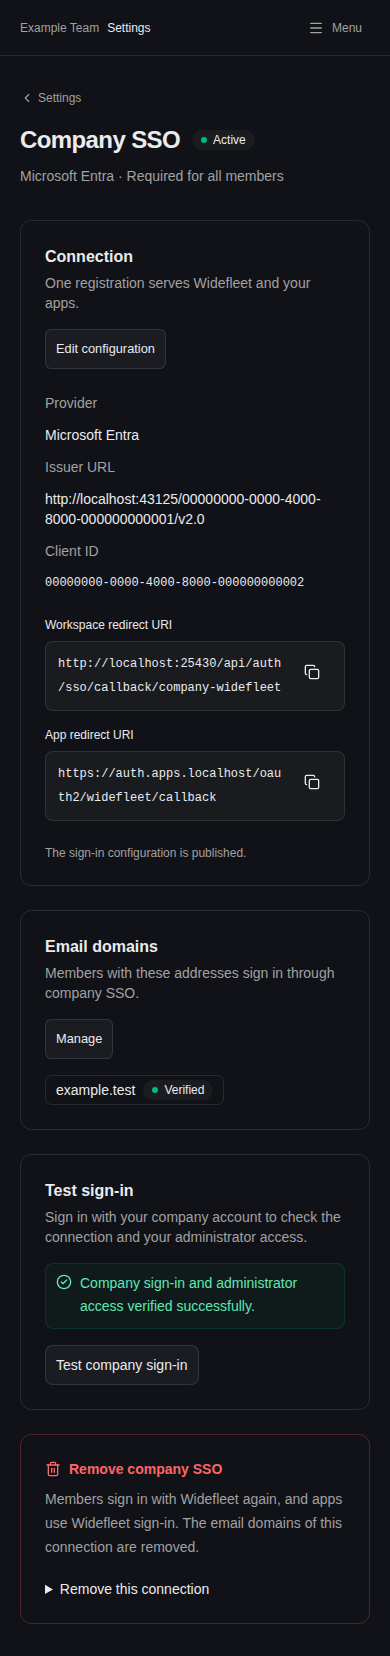 Example Team Settings Menu
Settings
Company SSO Active
Microsoft Entra · Required for all members
Connection
One registration serves Widefleet and your
apps.
Edit configuration
Provider
Microsoft Entra
Issuer URL
http://localhost:43125/00000000-0000-4000-
8000-000000000001/v2.0
Client ID
00000000-0000-4000-8000-000000000002
Workspace redirect URI
http://localhost:25430/api/auth
/sso/callback/company-widefleet
App redirect URI
https://auth.apps.localhost/oau
th2/widefleet/callback
The sign-in configuration is published.
Email domains
Members with these addresses sign in through
company SSO.
Manage
example.test Verified
Test sign-in
Sign in with your company account to check the
connection and your administrator access.
Company sign-in and administrator
access verified successfully.
Test company sign-in
Remove company SSO
Members sign in with Widefleet again, and apps
use Widefleet sign-in. The email domains of this
connection are removed.
Remove this connection